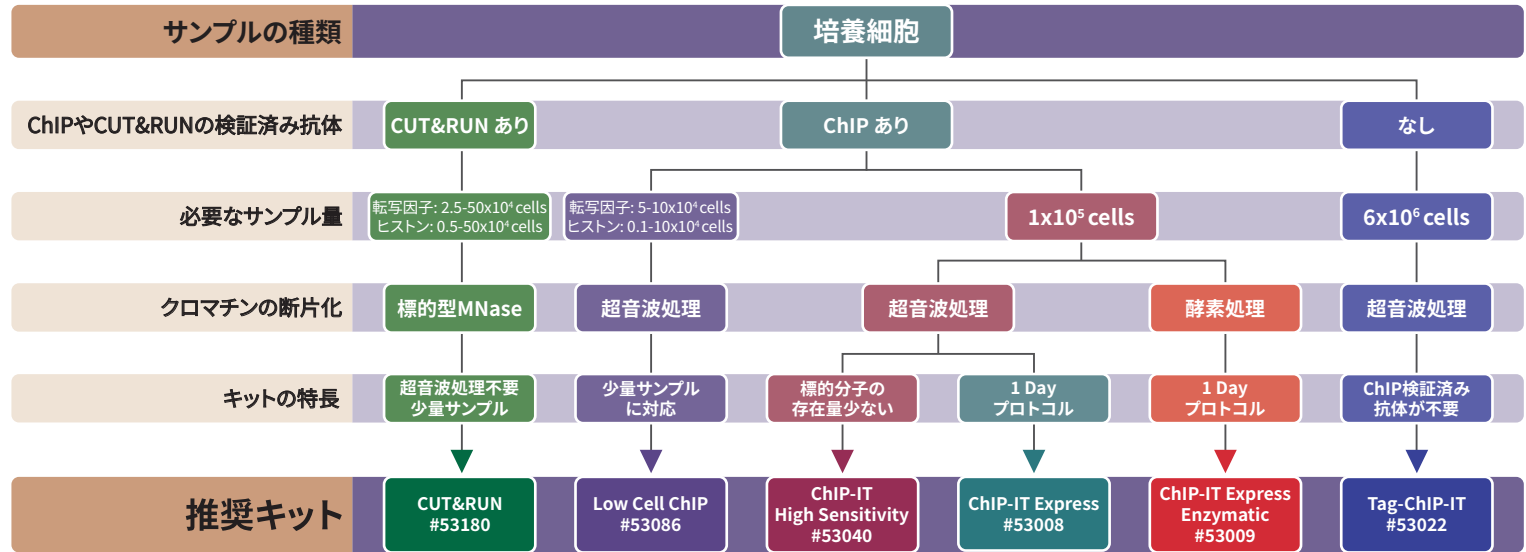 サンプルの種類
培養細胞
ChIPやCUT&RUNの検証済み抗体
CUT&RUN あり
ChIP あり
なし
必要なサンプル量
転写因子: 2.5-50x10⁴ cells
ヒストン: 0.5-50x10⁴ cells
転写因子: 5-10x10⁴ cells
ヒストン: 0.1-10x10⁴ cells
1x10⁵ cells
6x10⁶ cells
クロマチンの断片化
標的型MNase
超音波処理
超音波処理
酵素処理
超音波処理
キットの特長
超音波処理不要
少量サンプル
少量サンプル
に対応
標的分子の
存在量少ない
1 Day
プロトコル
1 Day
プロトコル
ChIP検証済み
抗体が不要
推奨キット
CUT&RUN
#53180
Low Cell ChIP
#53086
ChIP-IT
High Sensitivity
#53040
ChIP-IT Express
#53008
ChIP-IT Express
Enzymatic
#53009
Tag-ChIP-IT
#53022